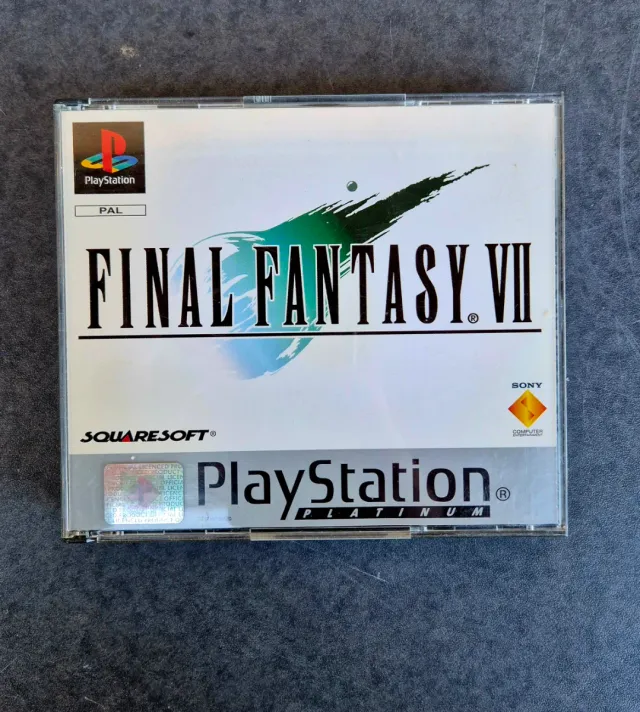 PlayStation
PAL
FINAL FANTASY® VII
SONY
COMPUTER
ENTERTAINMENT
SQUARESOFT®
PlayStation®
PLATINUM